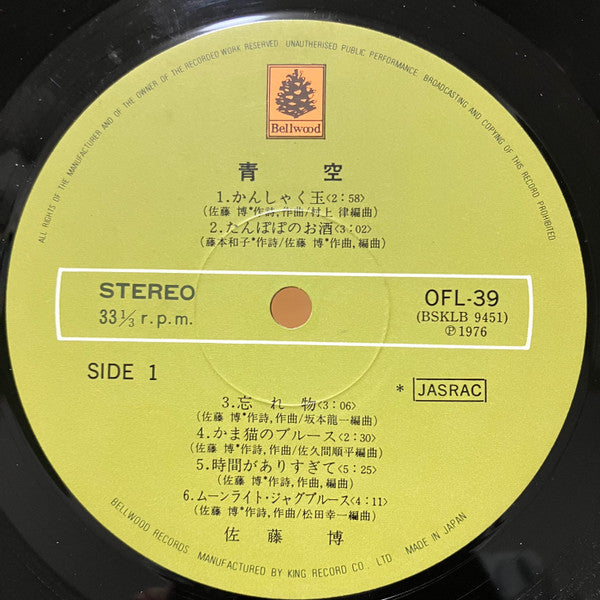 ALL RIGHTS OF THE MANUFACTURER AND OF THE OWNER OF THE RECORDED WORK RESERVED. UNAUTHORISED PUBLIC PERFORMANCE, BROADCASTING AND COPYING OF THIS RECORD PROHIBITED
Bellwood
青空
1.かんしゃく玉<2:58>
(佐藤 博*作詩,作曲/村上 律編曲)
2.たんぽぽのお酒<3:02>
(藤本和子*作詩/佐藤 博*作曲,編曲)
STEREO
33⅓ r.p.m.
OFL-39
(BSKLB 9451)
Ⓟ1976
SIDE 1
* JASRAC
3.忘れ物<3:06>
(佐藤 博*作詩,作曲/坂本龍一編曲)
4.かま猫のブルース<2:30>
(佐藤 博*作詩,作曲/佐久間順平編曲)
5.時間がありすぎて<5:25>
(佐藤 博*作詩,作曲,編曲)
6.ムーンライト・ジャグブルース<4:11>
(佐藤 博*作詩,作曲/松田幸一編曲)
佐藤 博
BELLWOOD RECORDS MANUFACTURED BY KING RECORD CO., LTD. MADE IN JAPAN